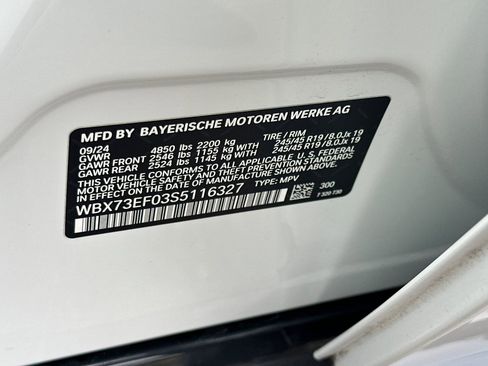 MFD BY BAYERISCHE MOTOREN WERKE AG
09/24 4850 lbs 2200 kg TIRE / RIM
GVWR
GAWR FRONT 2546 lbs 1155 kg WITH 245/45 R19 / 8.0Jx 19
GAWR REAR 2524 lbs 1145 kg WITH 245/45 R19 / 8.0Jx 19
THIS VEHICLE CONFORMS TO ALL APPLICABLE U.S. FEDERAL
MOTOR VEHICLE SAFETY AND THEFT PREVENTION STANDARDS
IN EFFECT ON THE DATE OF MANUFACTURE SHOWN ABOVE.
WBX73EF03S5116327 TYPE: MPV
300
7 320 730